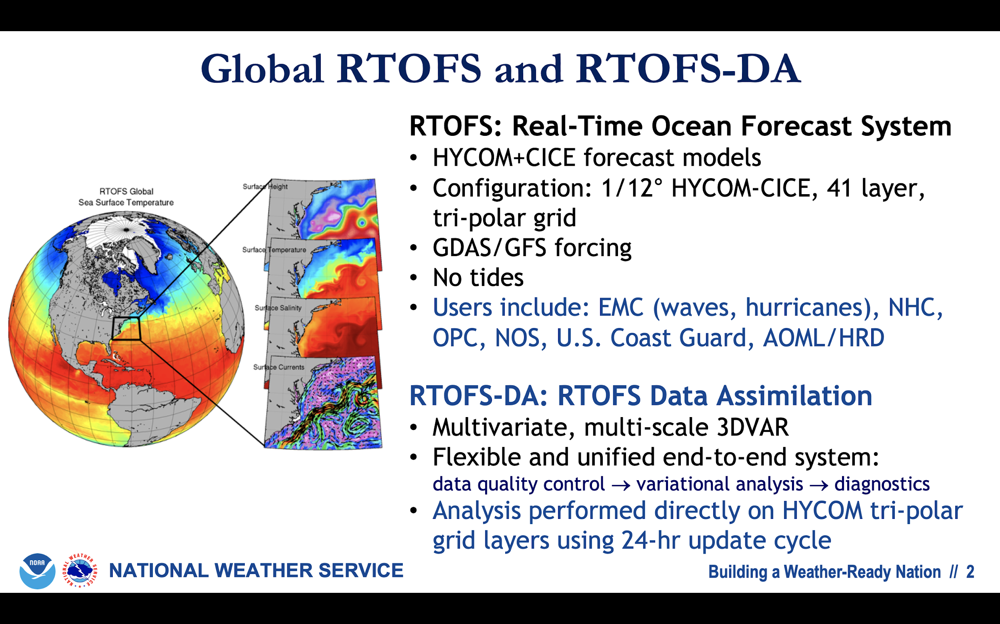 Global RTOFS and RTOFS-DA
RTOFS Global
Sea Surface Temperature
Surface Height
Surface Temperature
Surface Salinity
Surface Currents
RTOFS: Real-Time Ocean Forecast System
• HYCOM+CICE forecast models
• Configuration: 1/12° HYCOM-CICE, 41 layer,
tri-polar grid
• GDAS/GFS forcing
• No tides
• Users include: EMC (waves, hurricanes), NHC,
OPC, NOS, U.S. Coast Guard, AOML/HRD
RTOFS-DA: RTOFS Data Assimilation
• Multivariate, multi-scale 3DVAR
• Flexible and unified end-to-end system:
data quality control → variational analysis → diagnostics
• Analysis performed directly on HYCOM tri-polar
grid layers using 24-hr update cycle
NOAA
NATIONAL WEATHER SERVICE
NATIONAL WEATHER SERVICE
Building a Weather-Ready Nation // 2